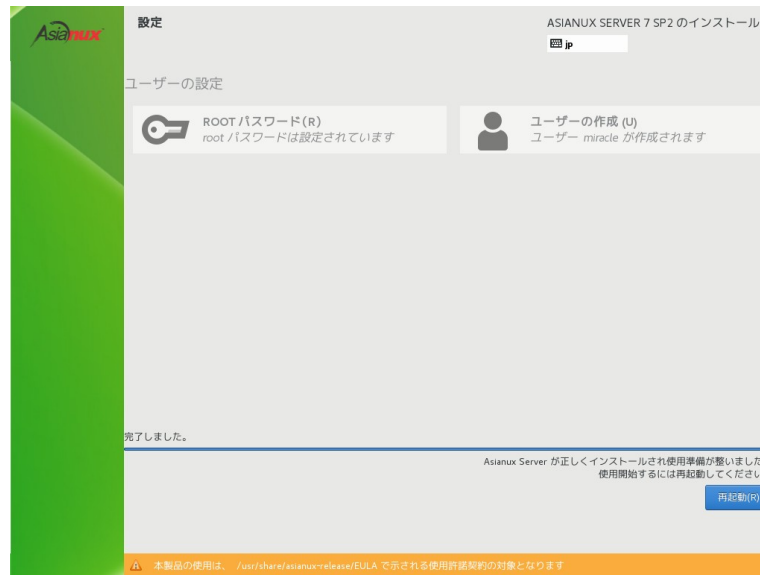 Asianux
設定
ASIANUX SERVER 7 SP2 のインストール
jp
ユーザーの設定
ROOT パスワード(R)
root パスワードは設定されています
ユーザーの作成 (U)
ユーザー miracle が作成されます
完了しました。
Asianux Server が正しくインストールされ使用準備が整いました
使用開始するには再起動してくださ
再起動(R)
本製品の使用は、 /usr/share/asianux-release/EULA で示される使用許諾契約の対象となります